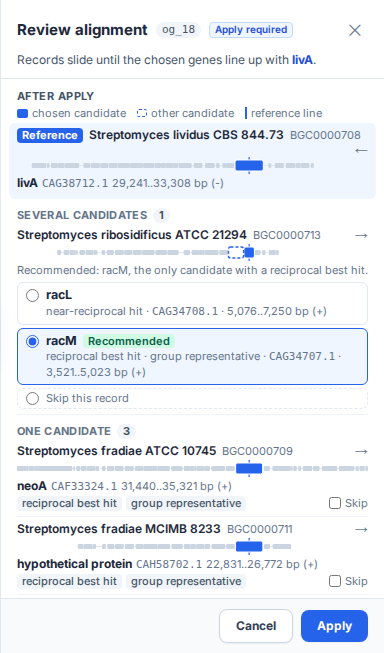 Review alignment og_18 Apply required
Records slide until the chosen genes line up with livA.
AFTER APPLY
chosen candidate other candidate reference line
Reference Streptomyces lividus CBS 844.73 BGC0000708
←
livA CAG38712.1 29,241..33,308 bp (-)
SEVERAL CANDIDATES 1
Streptomyces ribosidificus ATCC 21294 BGC0000713 →
Recommended: racM, the only candidate with a reciprocal best hit.
racL
near-reciprocal hit · CAG34708.1 · 5,076..7,250 bp (+)
racM Recommended
reciprocal best hit · group representative · CAG34707.1 ·
3,521..5,023 bp (+)
Skip this record
ONE CANDIDATE 3
Streptomyces fradiae ATCC 10745 BGC0000709 →
neoA CAF33324.1 31,440..35,321 bp (+)
reciprocal best hit group representative Skip
Streptomyces fradiae MCIMB 8233 BGC0000711 →
hypothetical protein CAH58702.1 22,831..26,772 bp (+)
reciprocal best hit group representative Skip
Cancel Apply